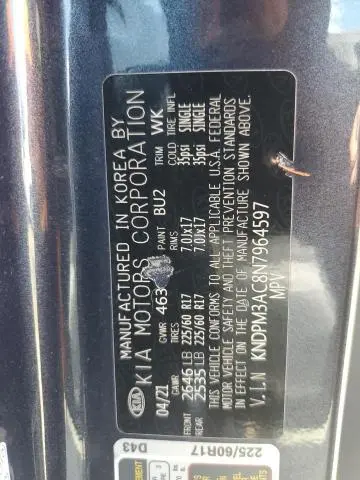 MANUFACTURED IN KOREA BY
KIA KIA MOTORS CORPORATION
04/21 GVWR 463 PAINT BU2 TRIM WK
GAWR TIRES RIMS COLD TIRE INFL
FRONT 2646 LB 225/60 R17 7.0Jx17 35psi SINGLE
REAR 2535 LB 225/60 R17 7.0Jx17 35psi SINGLE
THIS VEHICLE CONFORMS TO ALL APPLICABLE U.S.A. FEDERAL
MOTOR VEHICLE SAFETY AND THEFT PREVENTION STANDARDS
IN EFFECT ON THE DATE OF MANUFACTURE SHOWN ABOVE.
V.I.N KNDPM3AC8N7964597
MPV
D43
225/60R17